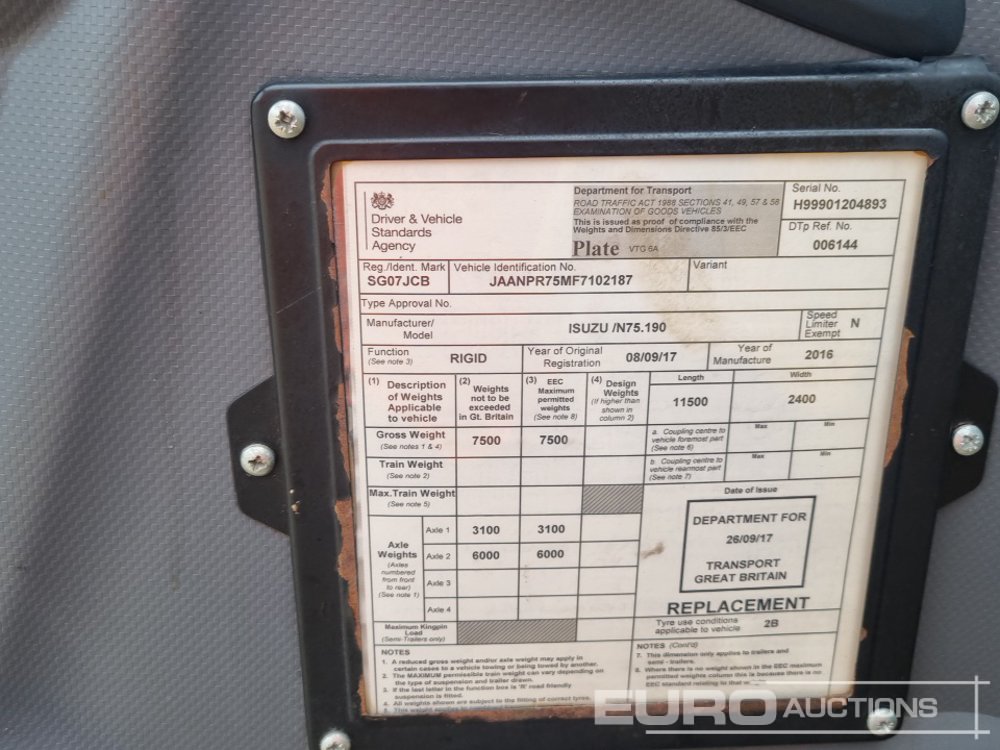 Driver & Vehicle
Standards
Agency
Department for Transport
ROAD TRAFFIC ACT 1988 SECTIONS 41, 49, 57 & 58
EXAMINATION OF GOODS VEHICLES
This is issued as proof of compliance with the
Weights and Dimensions Directive 85/3/EEC
Plate VTG 6A
Serial No.
H99901204893
DTp Ref. No.
006144
Reg./Ident. Mark
SG07JCB
Vehicle Identification No.
JAANPR75MF7102187
Variant
Type Approval No.
Manufacturer/
Model
ISUZU /N75.190
Speed
Limiter
Exempt
N
Function
(See note 3)
RIGID
Year of Original
Registration
08/09/17
Year of
Manufacture
2016
(1) Description
of Weights
Applicable
to vehicle
(2) Weights
not to be
exceeded
in Gt. Britain
(3) EEC
Maximum
permitted
weights
(See note 8)
(4) Design
Weights
(If higher than
shown in
column 2)
Length
11500
Width
2400
Gross Weight
(See notes 1 & 4)
7500
7500
a. Coupling centre to
vehicle foremost part
(See note 6)
Max
Min
Train Weight
(See note 2)
b. Coupling centre to
vehicle rearmost part
(See note 7)
Max
Min
Max.Train Weight
(See note 5)
Axle
Weights
(Axles
numbered
from front
to rear)
(See note 1)
Axle 1
3100
3100
Axle 2
6000
6000
Axle 3
Axle 4
Maximum Kingpin
Load
(Semi-Trailers only)
Date of Issue
DEPARTMENT FOR
26/09/17
TRANSPORT
GREAT BRITAIN
REPLACEMENT
Tyre use conditions
applicable to vehicle
2B
NOTES
1. A reduced gross weight and/or axle weight may apply in
certain cases to a vehicle towing or being towed by another.
2. The MAXIMUM permissible train weight can vary depending on
the type of suspension and trailer drawn.
3. If the last letter in the function box is 'R' road friendly
suspension is fitted.
4. All weights shown are subject to the fitting of correct tyres.
5. This weight
NOTES (Cont'd)
7. This dimension only applies to trailers and
semi - trailers.
8. Where there is no weight shown in the EEC maximum
permitted weights column this is because there is no
EEC standard relating to that
EURO AUCTIONS